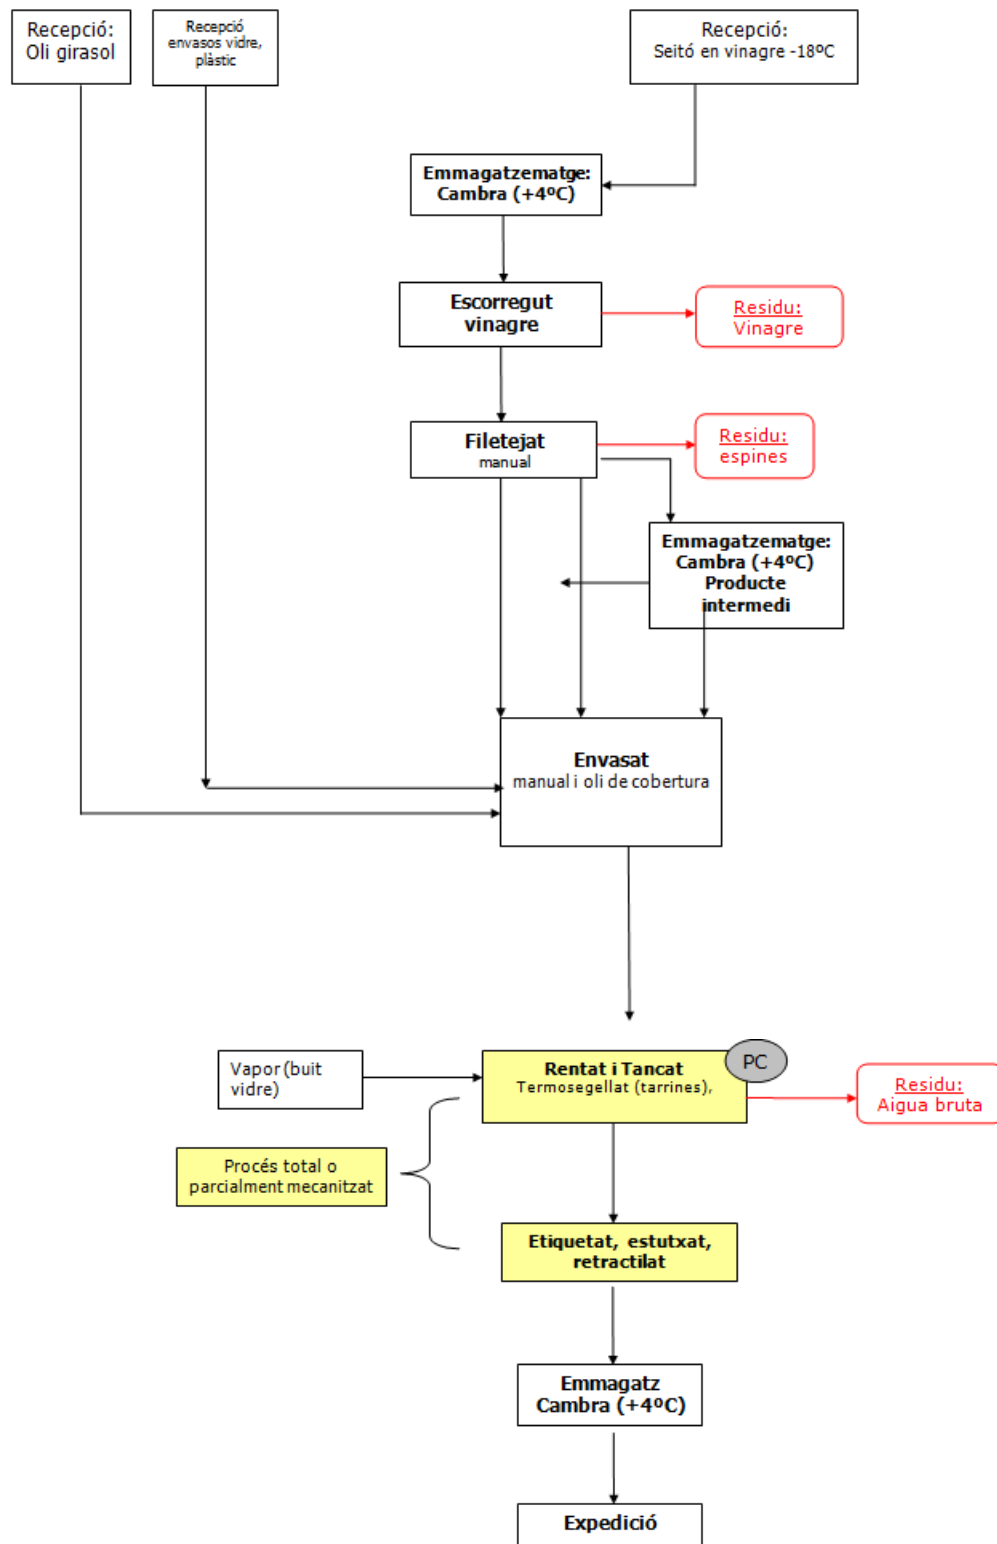 Recepció:
Oli girasol
Recepció
envasos vidre,
plàstic
Recepció:
Seitó en vinagre -18ºC
Emmagatzematge:
Cambra (+4ºC)
Escorregut
vinagre
Residu:
Vinagre
Filetejat
manual
Residu:
espines
Emmagatzematge:
Cambra (+4ºC)
Producte
intermedi
Envasat
manual i oli de cobertura
Vapor (buit
vidre)
Rentat i Tancat
Termosegellat (tarrines),
PC
Residu:
Aigua bruta
Procés total o
parcialment mecanitzat
Etiquetat, estutxat,
retractilat
Emmagatz
Cambra (+4ºC)
Expedició